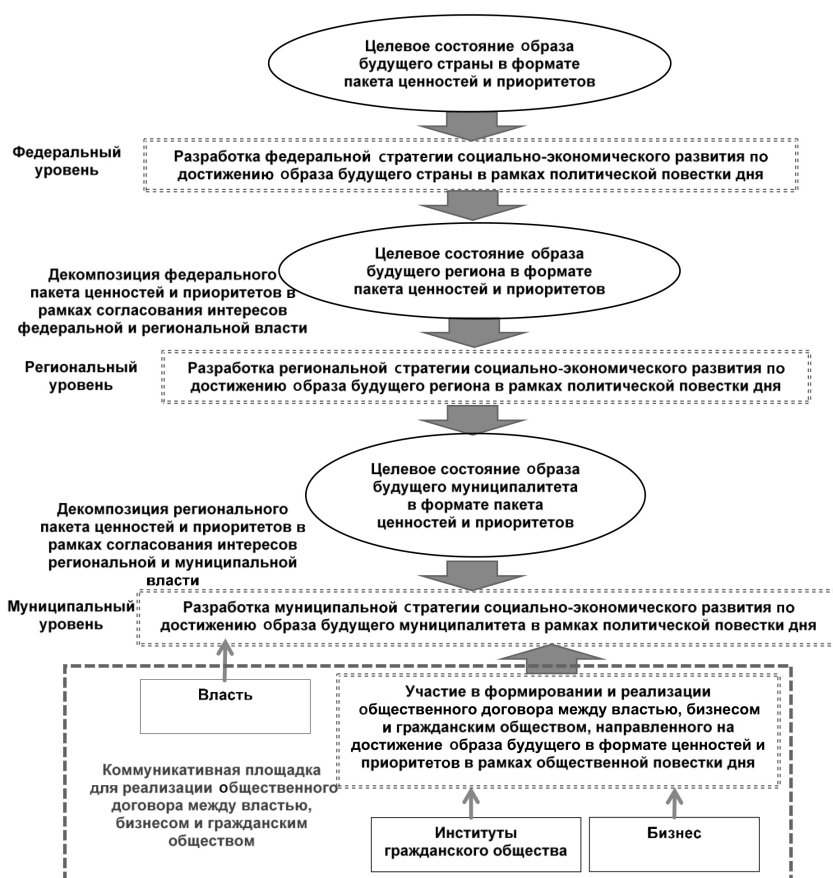 Целевое состояние образа
будущего страны в формате
пакета ценностей и приоритетов
Федеральный
уровень
Разработка федеральной стратегии социально-экономического развития по
достижению образа будущего страны в рамках политической повестки дня
Целевое состояние образа
будущего региона в формате
пакета ценностей и приоритетов
Декомпозиция федерального
пакета ценностей и приоритетов в
рамках согласования интересов
федеральной и региональной власти
Региональный
уровень
Разработка региональной стратегии социально-экономического развития по
достижению образа будущего региона в рамках политической повестки дня
Целевое состояние образа
будущего муниципалитета
в формате пакета
ценностей и приоритетов
Декомпозиция регионального
пакета ценностей и приоритетов в
рамках согласования интересов
региональной и муниципальной
власти
Муниципальный
уровень
Разработка муниципальной стратегии социально-экономического развития по
достижению образа будущего муниципалитета в рамках политической повестки дня
Власть
Участие в формировании и реализации
общественного договора между властью, бизнесом
и гражданским обществом, направленного на
достижение образа будущего в формате ценностей и
приоритетов в рамках общественной повестки дня
Коммуникативная площадка
для реализации общественного
договора между властью,
бизнесом и гражданским
обществом
Институты
гражданского общества
Бизнес